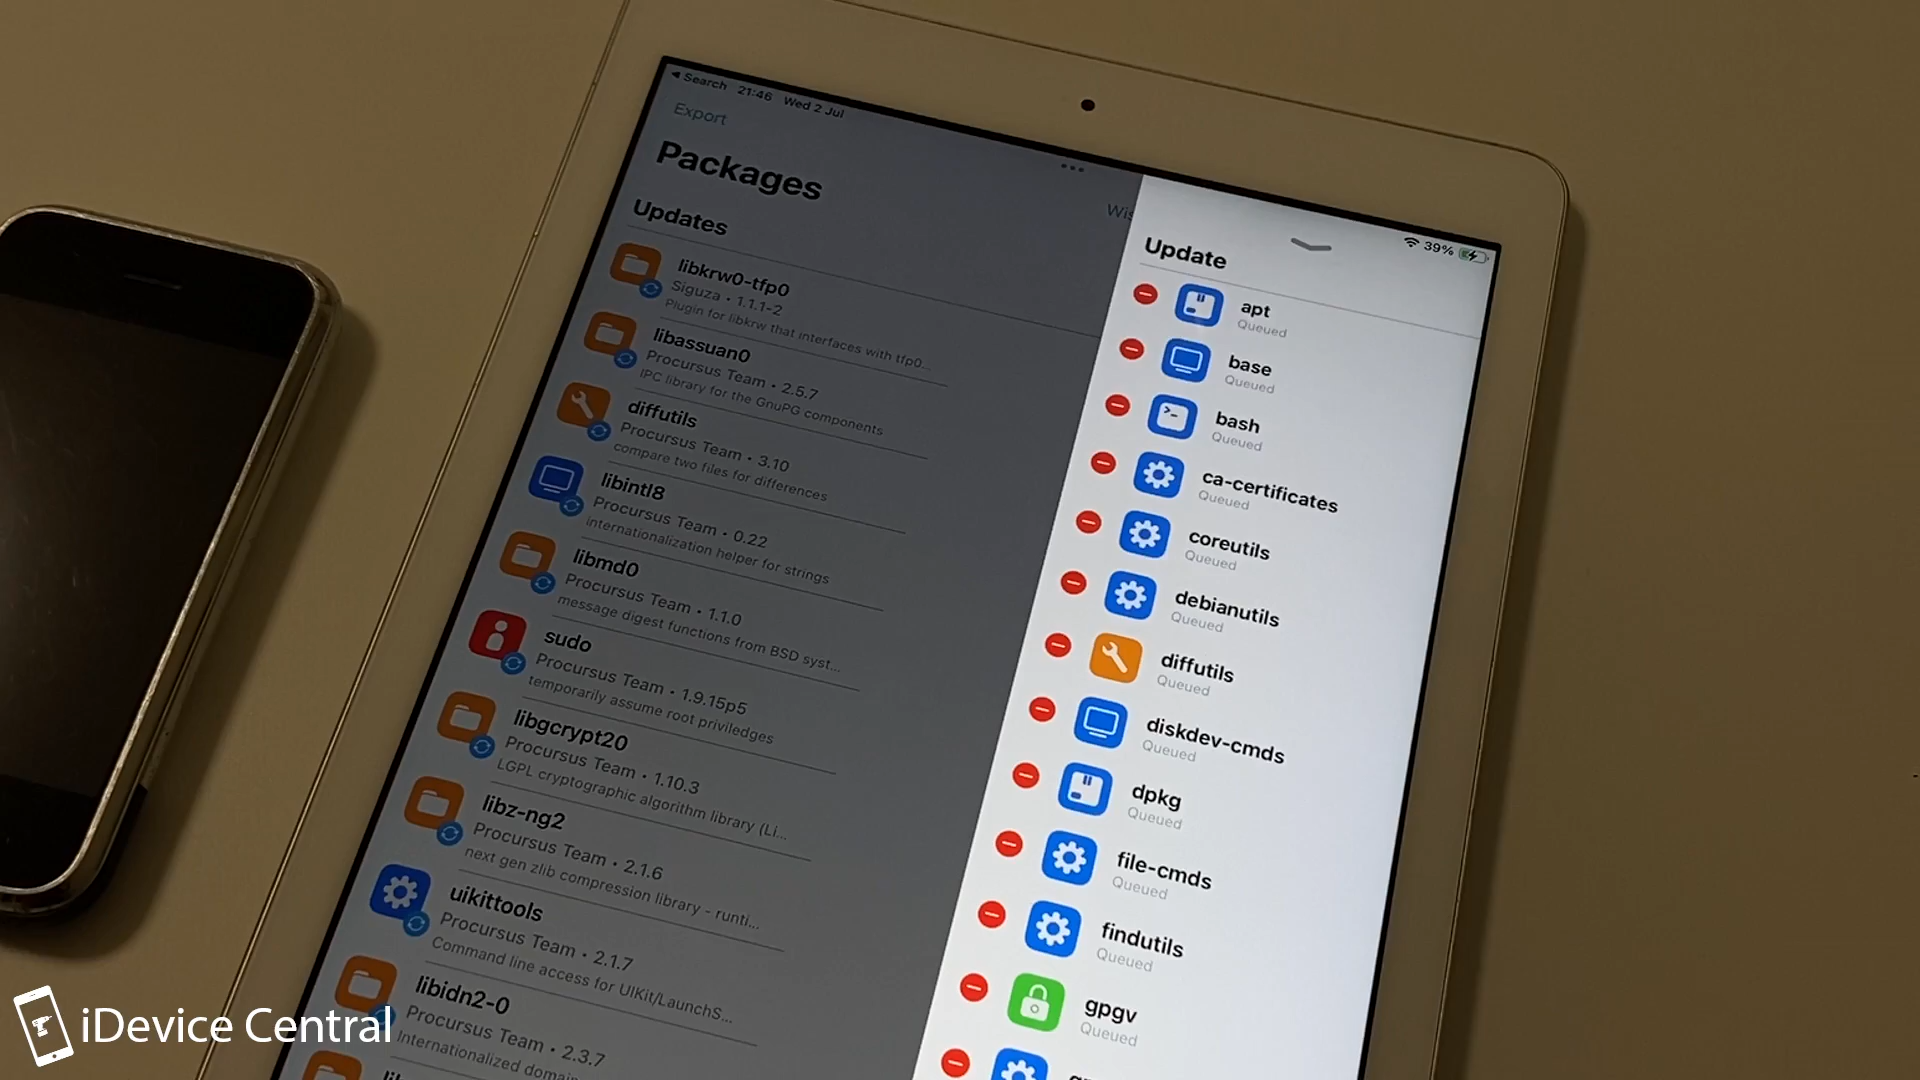 Search 21:46 Wed 2 Jul
Export
Packages
Updates
libkrw0-tfp0
Siguza • 1.1.1-2
Plugin for libkrw that interfaces with tfp0...
libassuan0
Procursus Team • 2.5.7
IPC library for the GnuPG components
diffutils
Procursus Team • 3.10
compare two files for differences
libintl8
Procursus Team • 0.22
internationalization helper for strings
libmd0
Procursus Team • 1.1.0
message digest functions from BSD syst...
sudo
Procursus Team • 1.9.15p5
temporarily assume root priviledges
libgcrypt20
Procursus Team • 1.10.3
LGPL cryptographic algorithm library (Li...
libz-ng2
Procursus Team • 2.1.6
next gen zlib compression library - runti...
uikittools
Procursus Team • 2.1.7
Command line access for UIKit/LaunchS...
libidn2-0
Procursus Team • 2.3.7
Internationalized domain
39%
Update
apt
Queued
base
Queued
bash
Queued
ca-certificates
Queued
coreutils
Queued
debianutils
Queued
diffutils
Queued
diskdev-cmds
Queued
dpkg
Queued
file-cmds
Queued
findutils
Queued
gpgv
Queued
iDevice Central